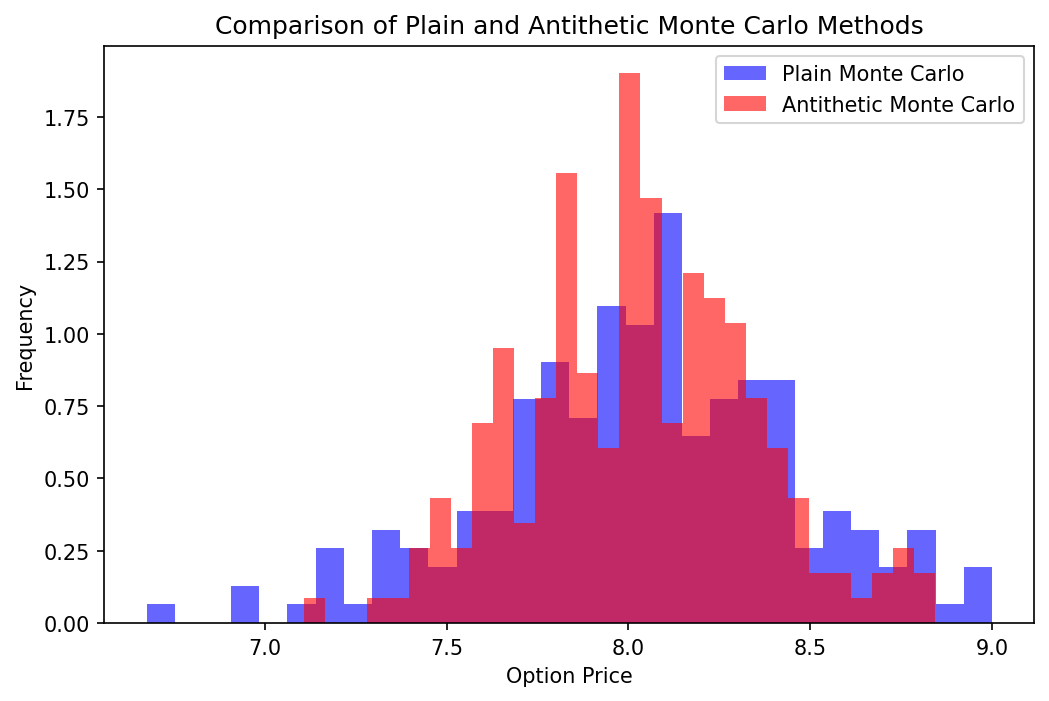 Comparison of Plain and Antithetic Monte Carlo Methods
Plain Monte Carlo
Antithetic Monte Carlo
Frequency
1.75
1.50
1.25
1.00
0.75
0.50
0.25
0.00
7.0 7.5 8.0 8.5 9.0
Option Price